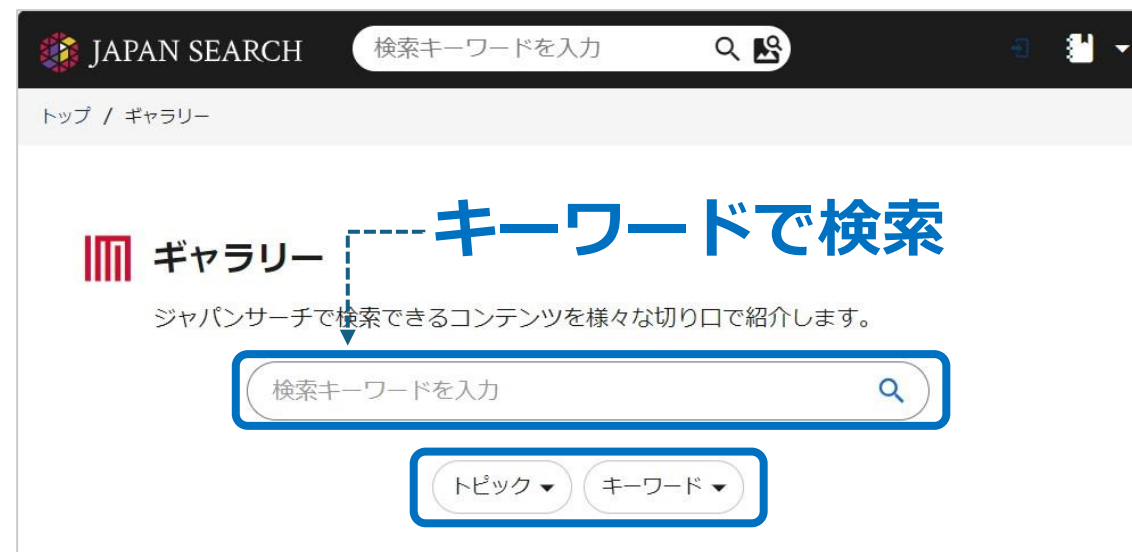 JAPAN SEARCH 検索キーワードを入力
トップ / ギャラリー
キーワードで検索
ギャラリー
ジャパンサーチで検索できるコンテンツを様々な切り口で紹介します。
検索キーワードを入力
トピック キーワード